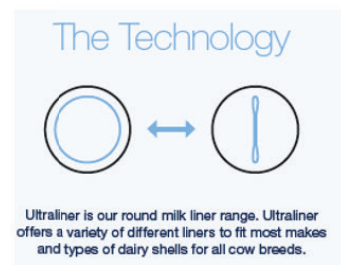 The Technology
Ultraliner is our round milk liner range. Ultraliner
offers a variety of different liners to fit most makes
and types of dairy shells for all cow breeds.